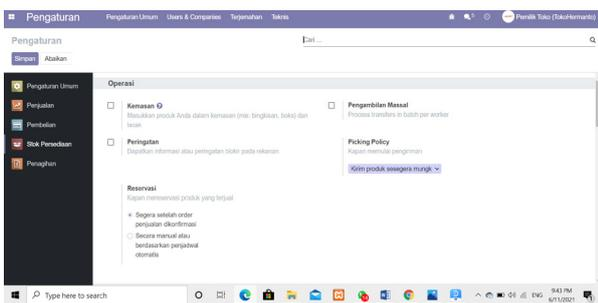 Pengaturan Pengaturan Umum Users & Companies Terjemahan Teknis Pemilik Toko (TokoHermanto)
Pengaturan
Cari ...
Simpan Abaikan
Pengaturan Umum
Penjualan
Pembelian
Stok Persediaan
Penagihan
Operasi
Kemasan
Masukkan produk Anda dalam kemasan (mis: bingkisan, boks) dan
lacak
Pengambilan Massal
Process transfers in batch per worker
Peringatan
Dapatkan informasi atau peringatan blokir pada rekanan
Picking Policy
Kapan memulai pengiriman
Kirim produk sesegera mungk
Reservasi
Kapan mereservasi produk yang terjual
Segera setelah order
penjualan dikonfirmasi
Secara manual atau
berdasarkan penjadwal
otomatis
Type here to search
ENG
9:43 PM
6/11/2021